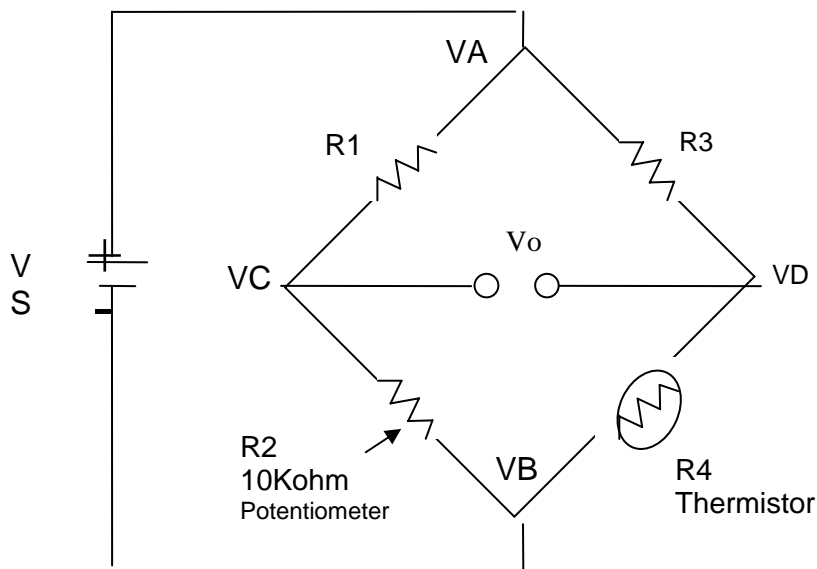 VA
R1
R3
Vo
V
S
VC
VD
R2
10Kohm
Potentiometer
VB
R4
Thermistor